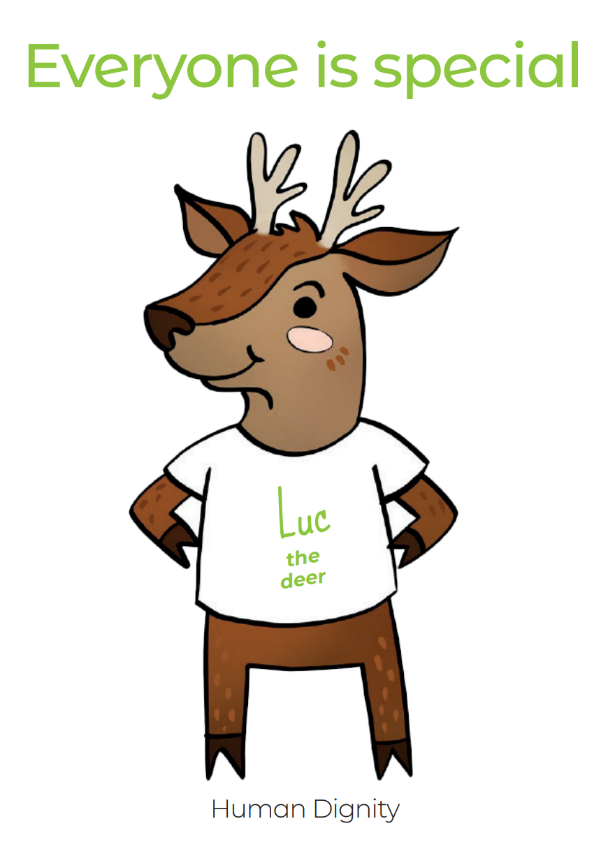 Everyone is special
Luc
the
deer
Human Dignity